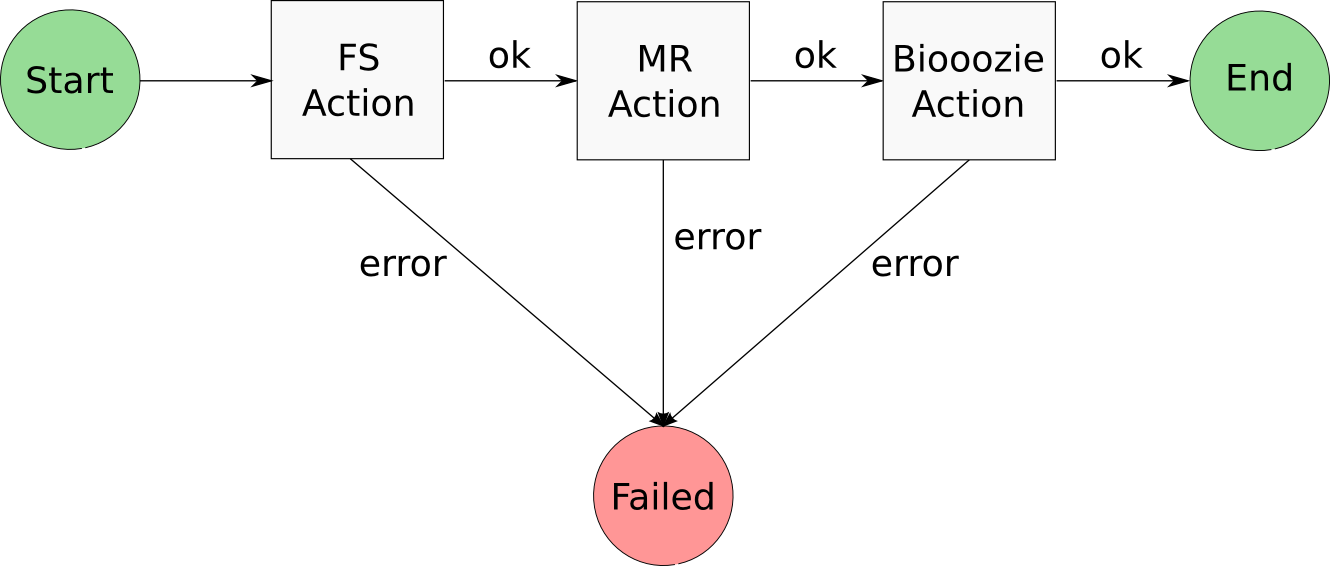 Start
FS
Action
ok
MR
Action
ok
Biooozie
Action
ok
End
error
error
error
Failed